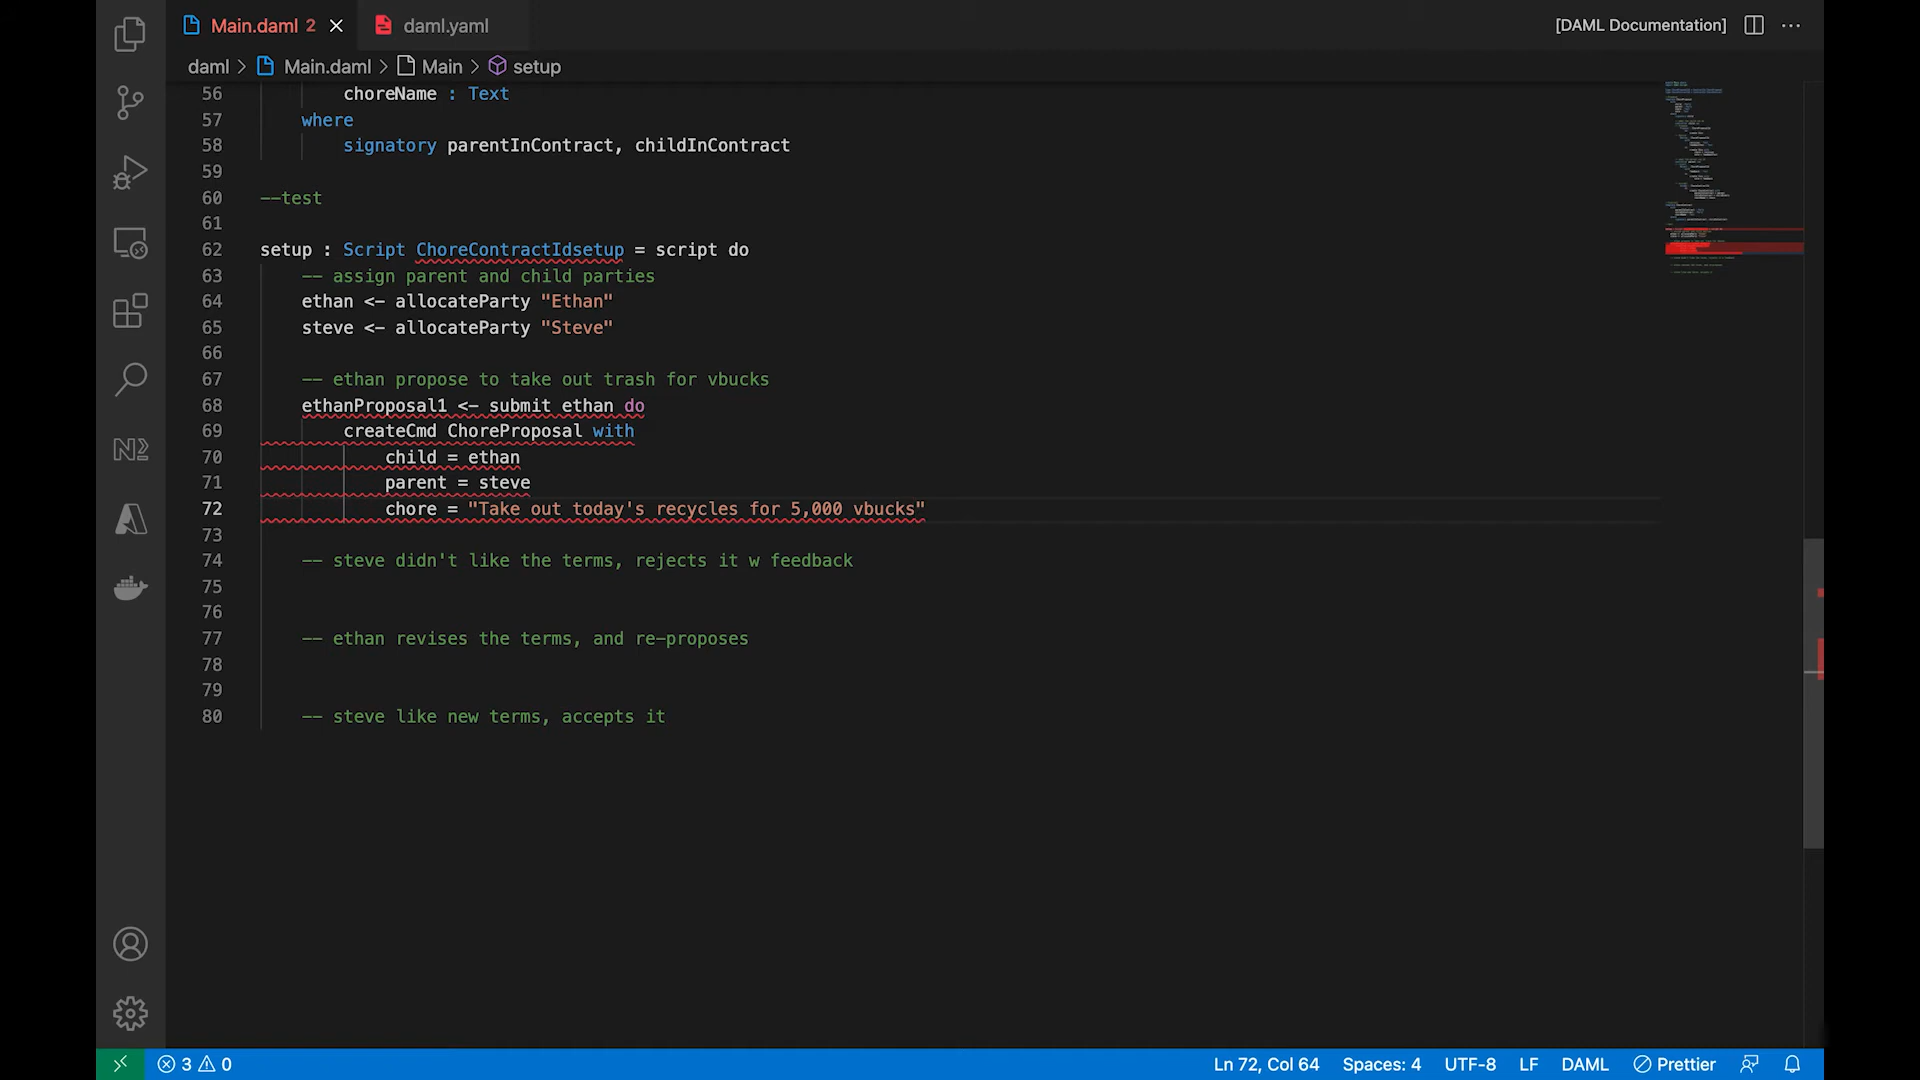 Main.daml 2
daml.yaml
[DAML Documentation]
daml > Main.daml > Main > setup
56 choreName : Text
57 where
58 signatory parentInContract, childInContract
59
60 --test
61
62 setup : Script ChoreContractIdsetup = script do
63 -- assign parent and child parties
64 ethan <- allocateParty "Ethan"
65 steve <- allocateParty "Steve"
66
67 -- ethan propose to take out trash for vbucks
68 ethanProposal1 <- submit ethan do
69 createCmd ChoreProposal with
70 child = ethan
71 parent = steve
72 chore = "Take out today's recycles for 5,000 vbucks"
73
74 -- steve didn't like the terms, rejects it w feedback
75
76
77 -- ethan revises the terms, and re-proposes
78
79
80 -- steve like new terms, accepts it
3 0 Ln 72, Col 64 Spaces: 4 UTF-8 LF DAML Prettier